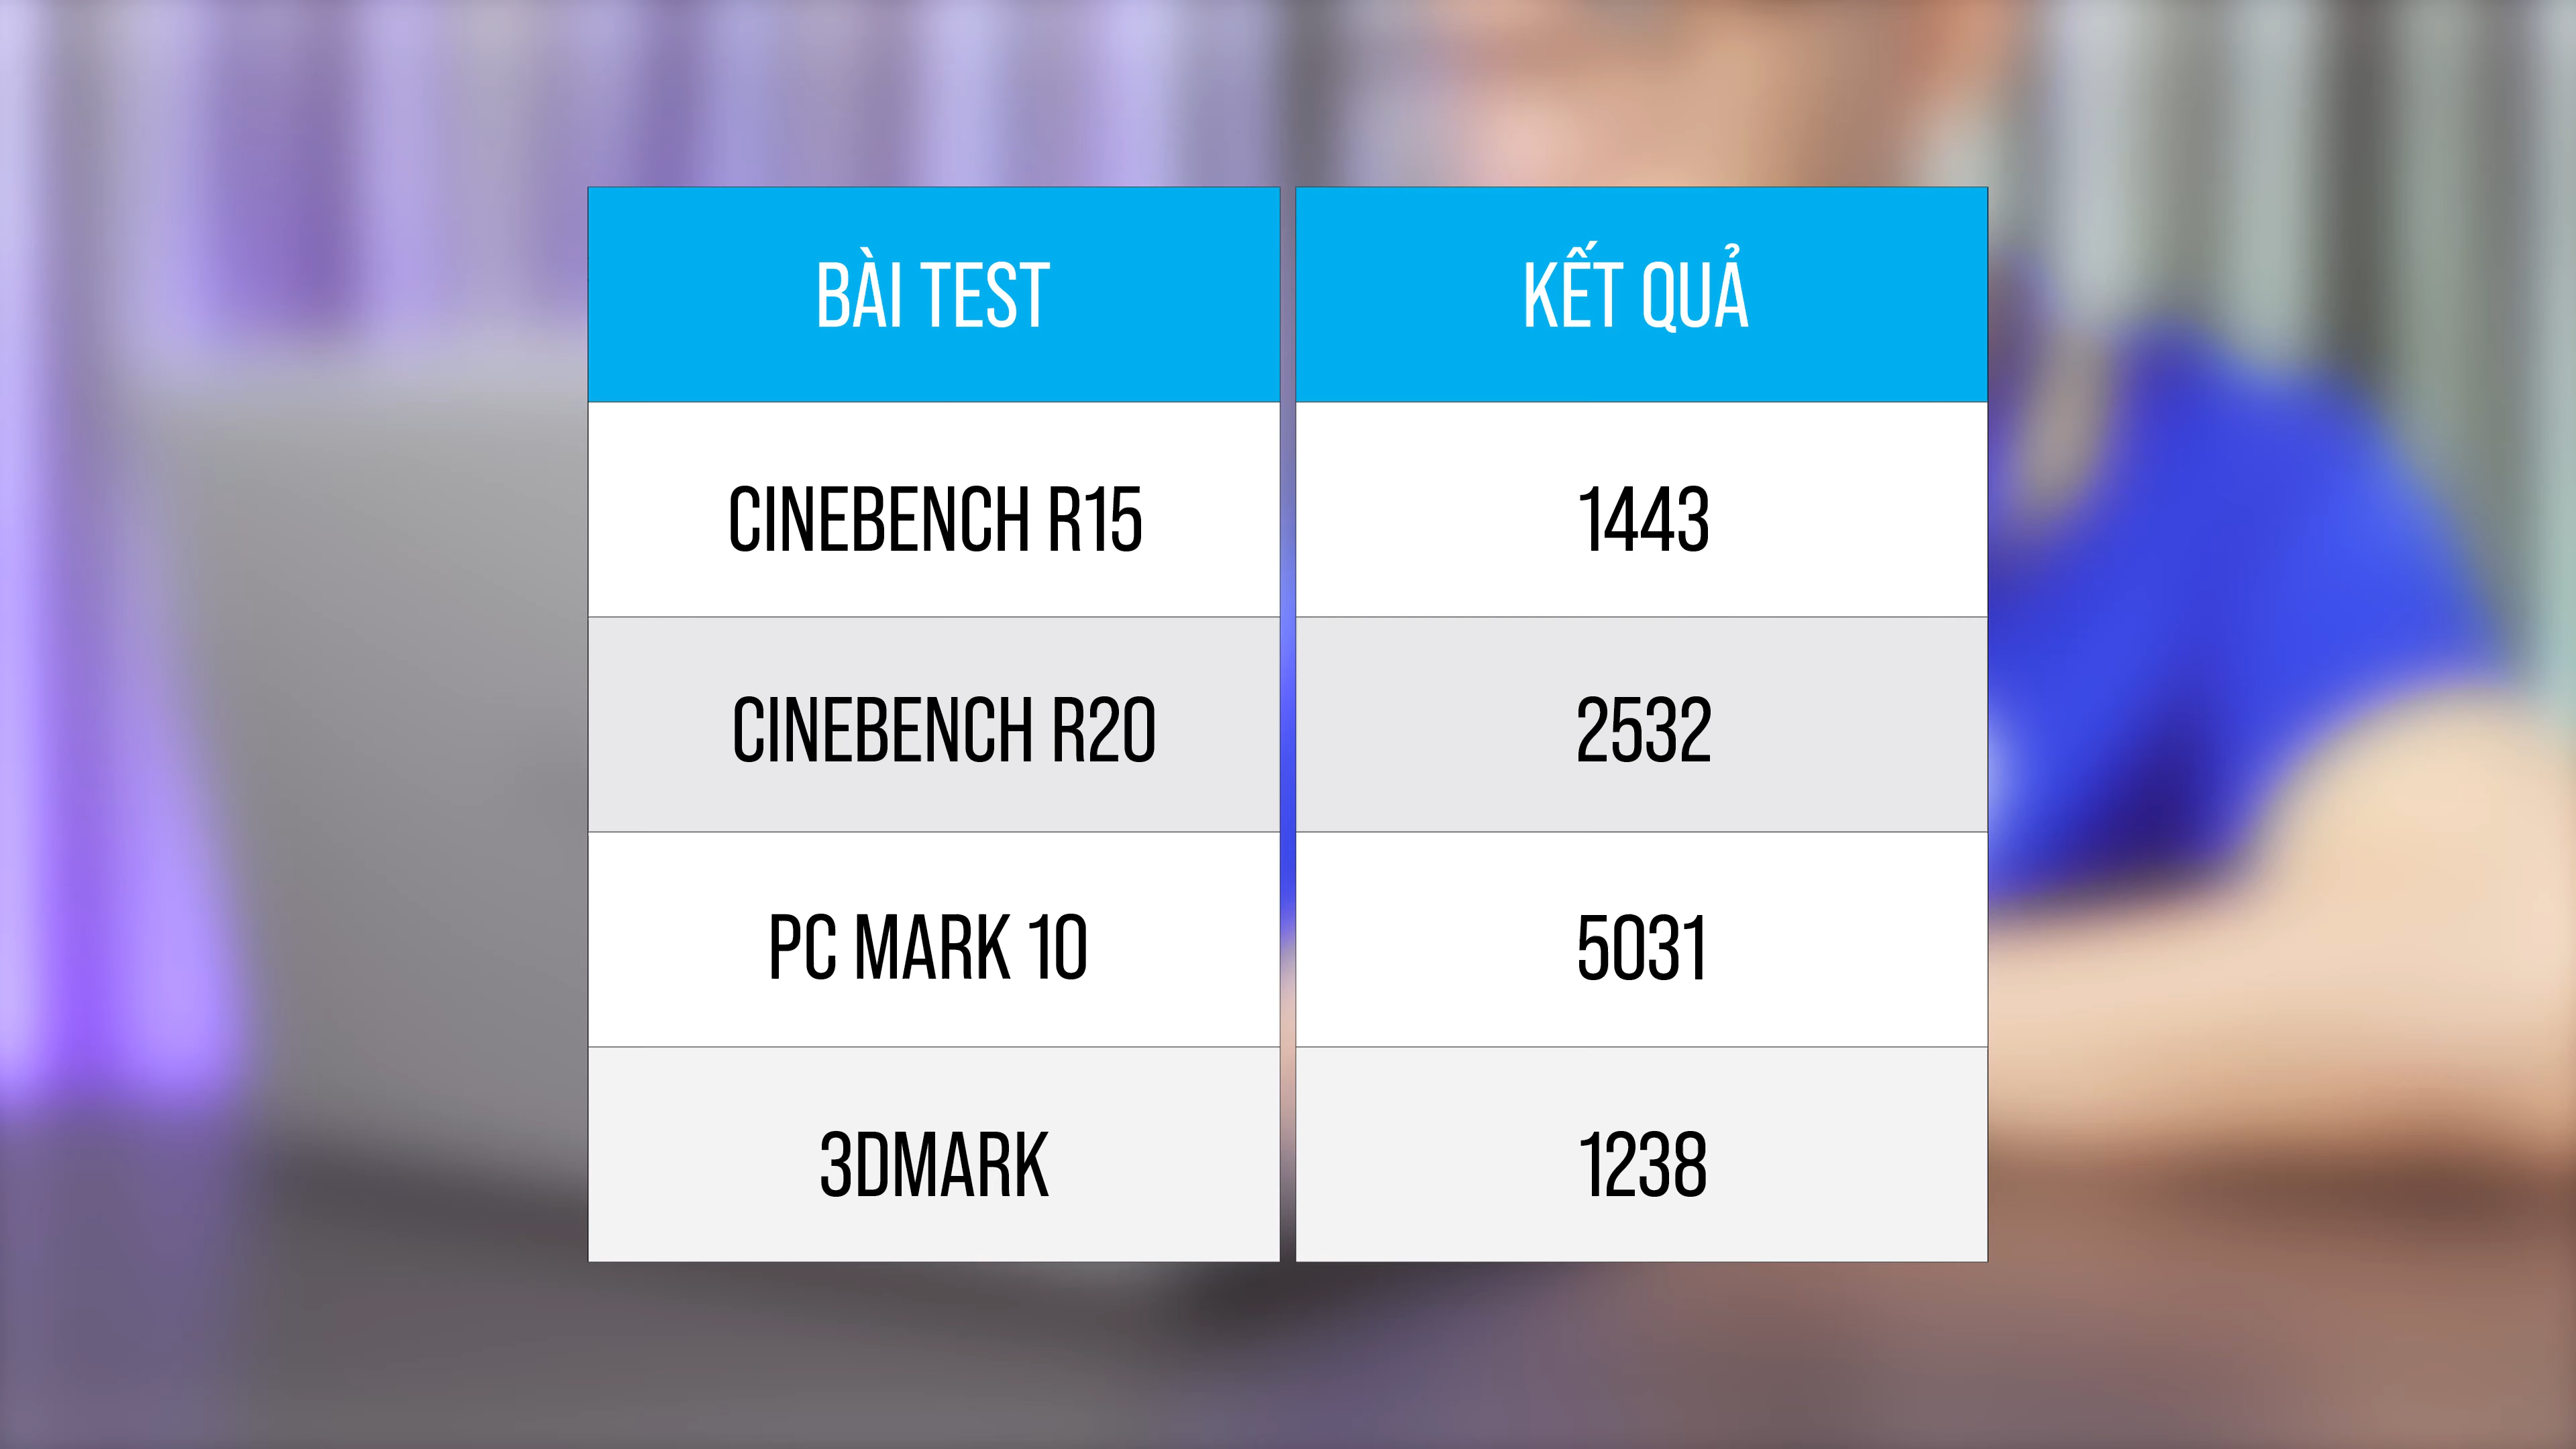 BÀI TEST KẾT QUẢ
CINEBENCH R15 1443
CINEBENCH R20 2532
PC MARK 10 5031
3DMARK 1238